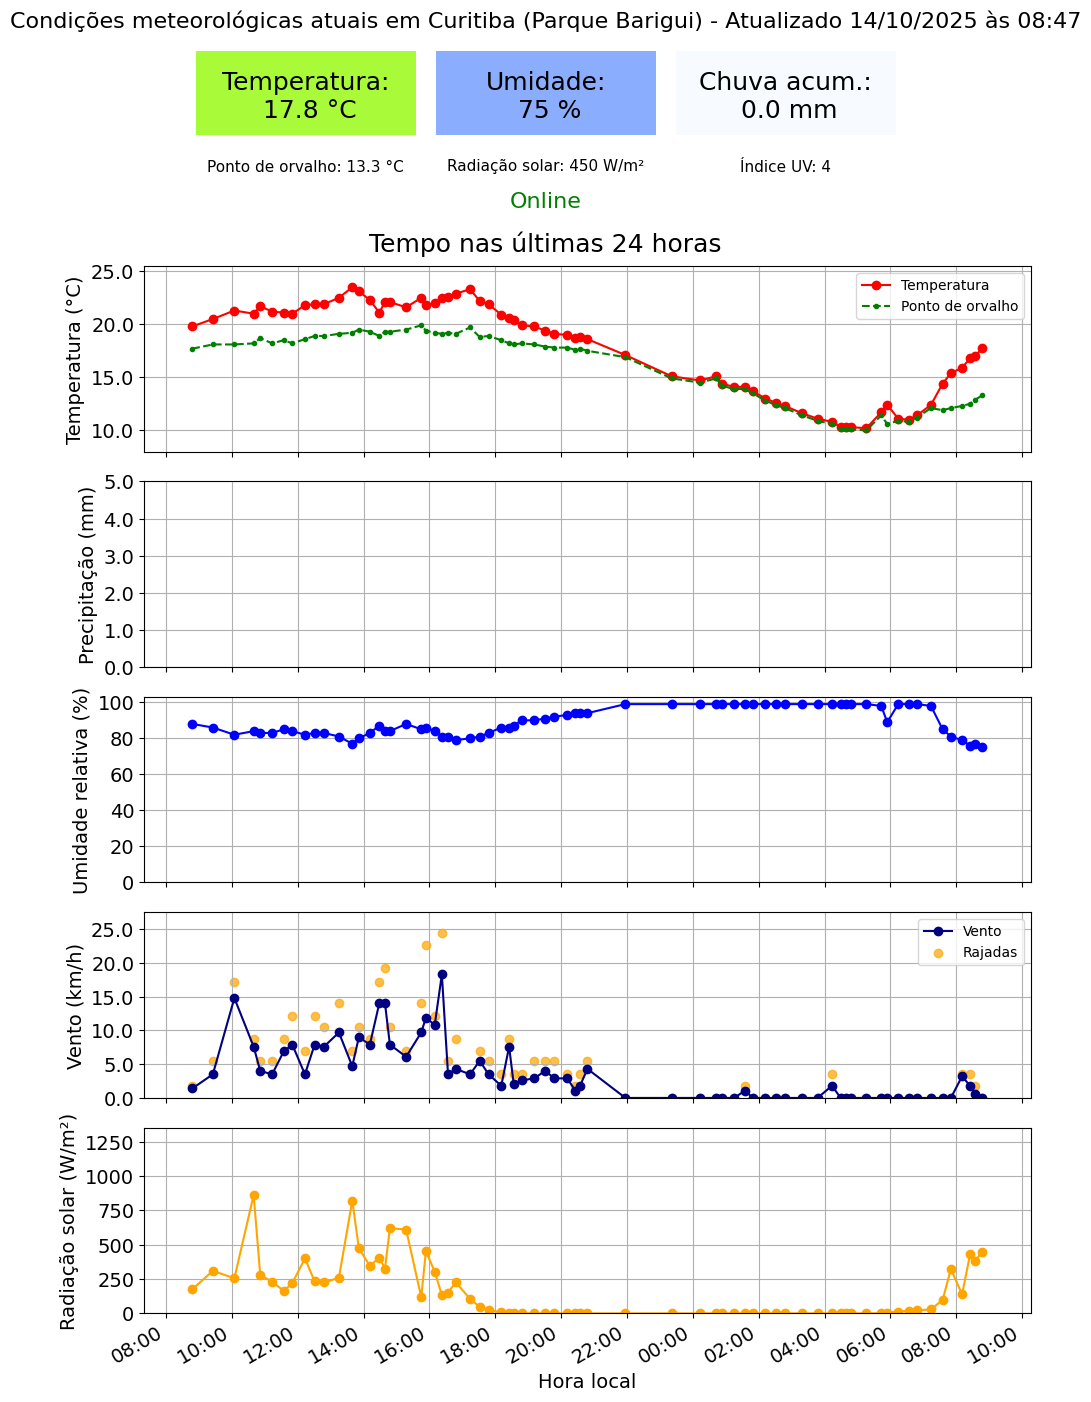 Condições meteorológicas atuais em Curitiba (Parque Barigui) - Atualizado 14/10/2025 às 08:47
Temperatura:
17.8 °C
Umidade:
75 %
Chuva acum.:
0.0 mm
Ponto de orvalho: 13.3 °C
Radiação solar: 450 W/m²
Índice UV: 4
Online
Tempo nas últimas 24 horas
Temperatura (°C)
25.0
20.0
15.0
10.0
Temperatura
Ponto de orvalho
Precipitação (mm)
5.0
4.0
3.0
2.0
1.0
0.0
Umidade relativa (%)
100
80
60
40
20
0
Vento (km/h)
25.0
20.0
15.0
10.0
5.0
0.0
Vento
Rajadas
Radiação solar (W/m²)
1250
1000
750
500
250
0
08:00 10:00 12:00 14:00 16:00 18:00 20:00 22:00 00:00 02:00 04:00 06:00 08:00 10:00
Hora local